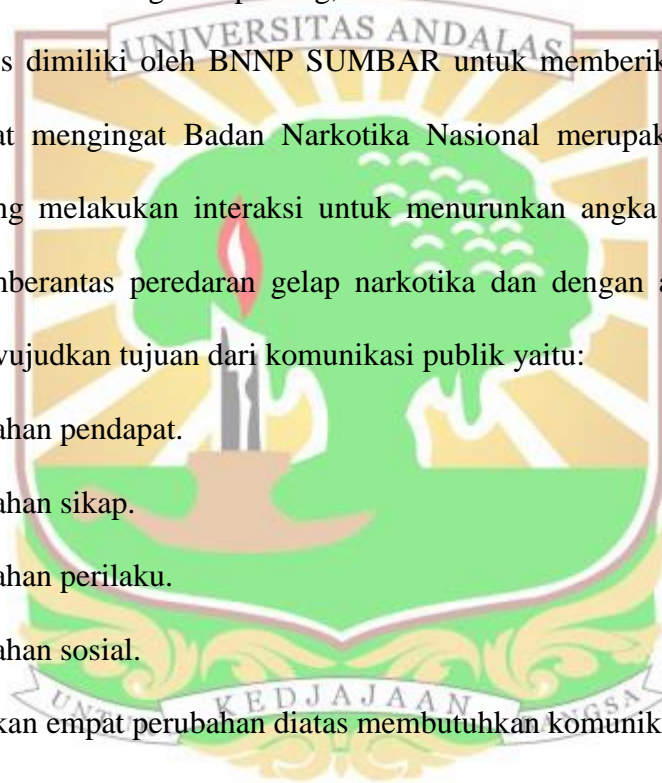 UNIVERSITAS ANDALAS
s dimiliki oleh BNNP SUMBAR untuk memberik
at mengingat Badan Narkotika Nasional merupak
ng melakukan interaksi untuk menurunkan angka
nberantas peredaran gelap narkotika dan dengan a
wujudkan tujuan dari komunikasi publik yaitu:
ahan pendapat.
ahan sikap.
ahan perilaku.
ahan sosial.
UNTUK KEDJAJAAN BANGSA
kan empat perubahan diatas membutuhkan komunik